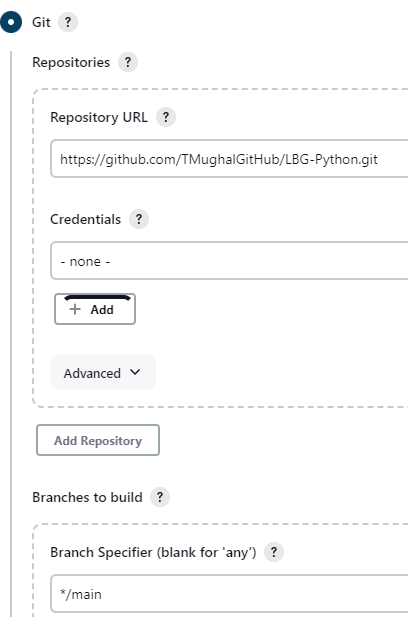 Git ?
Repositories ?
Repository URL ?
https://github.com/TMughalGitHub/LBG-Python.git
Credentials ?
- none -
+ Add
Advanced
Add Repository
Branches to build ?
Branch Specifier (blank for 'any') ?
*/main